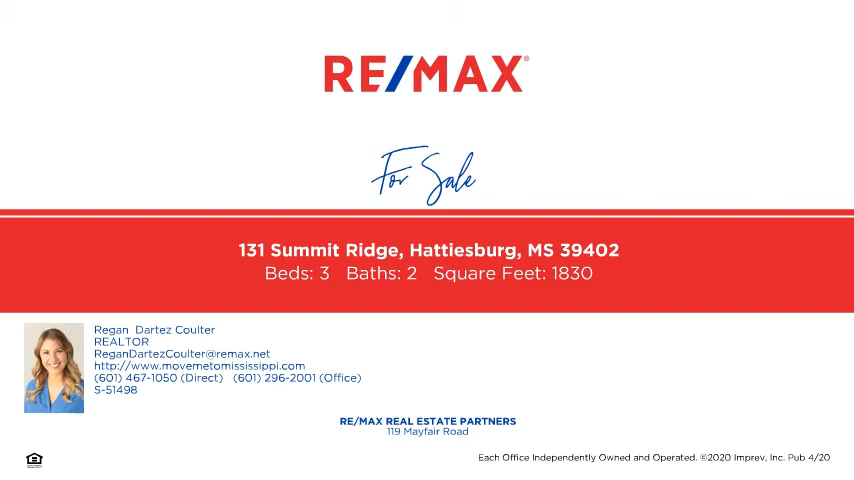 RE/MAX®
For Sale
131 Summit Ridge, Hattiesburg, MS 39402
Beds: 3 Baths: 2 Square Feet: 1830
Regan Dartez Coulter
REALTOR
ReganDartezCoulter@remax.net
http://www.movemetomississippi.com
(601) 467-1050 (Direct) (601) 296-2001 (Office)
S-51498
RE/MAX REAL ESTATE PARTNERS
119 Mayfair Road
Each Office Independently Owned and Operated. ©2020 Imprev, Inc. Pub 4/20